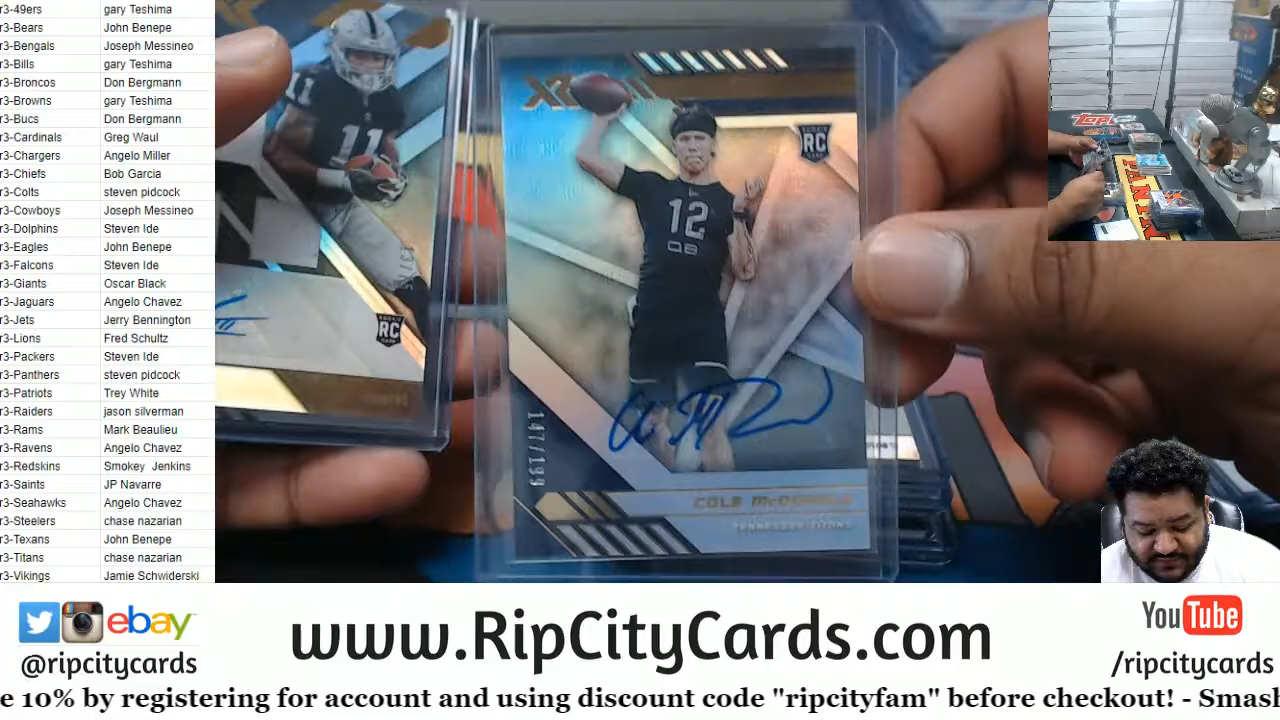 r3-49ers gary Teshima
r3-Bears John Benepe
r3-Bengals Joseph Messineo
r3-Bills gary Teshima
r3-Broncos Don Bergmann
r3-Browns gary Teshima
r3-Bucs Don Bergmann
r3-Cardinals Greg Waul
r3-Chargers Angelo Miller
r3-Chiefs Bob Garcia
r3-Colts steven pidcock
r3-Cowboys Joseph Messineo
r3-Dolphins Steven Ide
r3-Eagles John Benepe
r3-Falcons Steven Ide
r3-Giants Oscar Black
r3-Jaguars Angelo Chavez
r3-Jets Jerry Bennington
r3-Lions Fred Schultz
r3-Packers Steven Ide
r3-Panthers steven pidcock
r3-Patriots Trey White
r3-Raiders jason silverman
r3-Rams Mark Beaulieu
r3-Ravens Angelo Chavez
r3-Redskins Smokey Jenkins
r3-Saints JP Navarre
r3-Seahawks Angelo Chavez
r3-Steelers chase nazarian
r3-Texans John Benepe
r3-Titans chase nazarian
r3-Vikings Jamie Schwiderski
11
11
RC
RC
12
QB
147/199
COLE McDONALD
TENNESSEE TITANS
PANINI
ebay
@ripcitycards
www.RipCityCards.com
YouTube
/ripcitycards
e 10% by registering for account and using discount code "ripcityfam" before checkout! - Smash